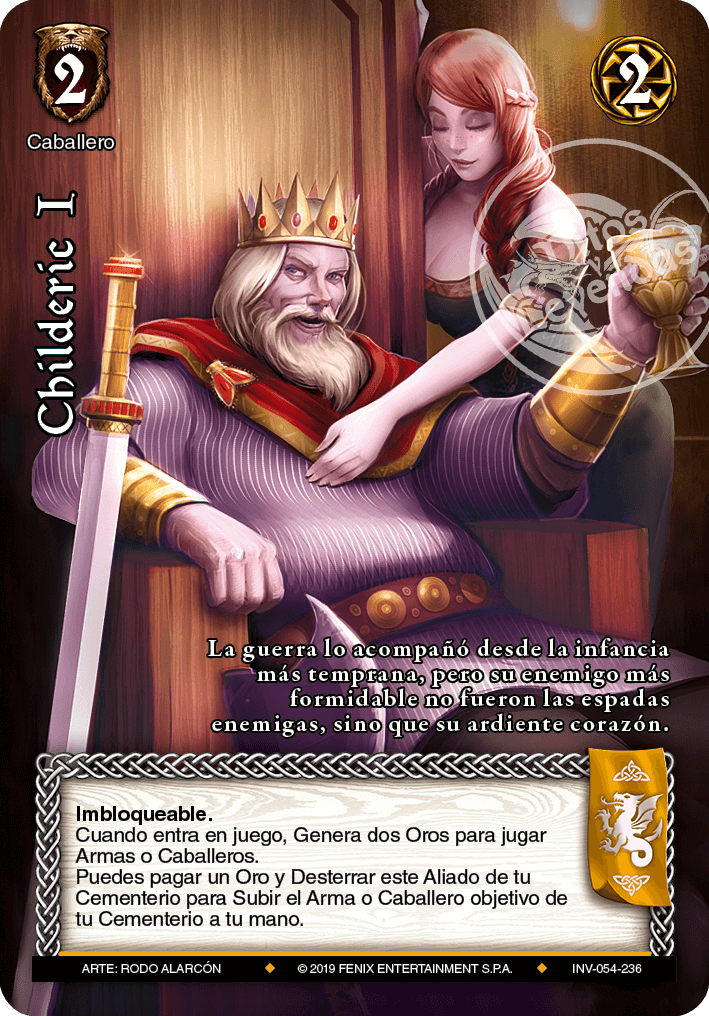 2
2
Caballero
Mitos
y
Leyendas
Childeric I
La guerra lo acompañó desde la infancia
más temprana, pero su enemigo más
formidable no fueron las espadas
enemigas, sino que su ardiente corazón.
Imbloqueable.
Cuando entra en juego, Genera dos Oros para jugar
Armas o Caballeros.
Puedes pagar un Oro y Desterrar este Aliado de tu
Cementerio para Subir el Arma o Caballero objetivo de
tu Cementerio a tu mano.
ARTE: RODO ALARCÓN
© 2019 FENIX ENTERTAINMENT S.P.A.
INV-054-236